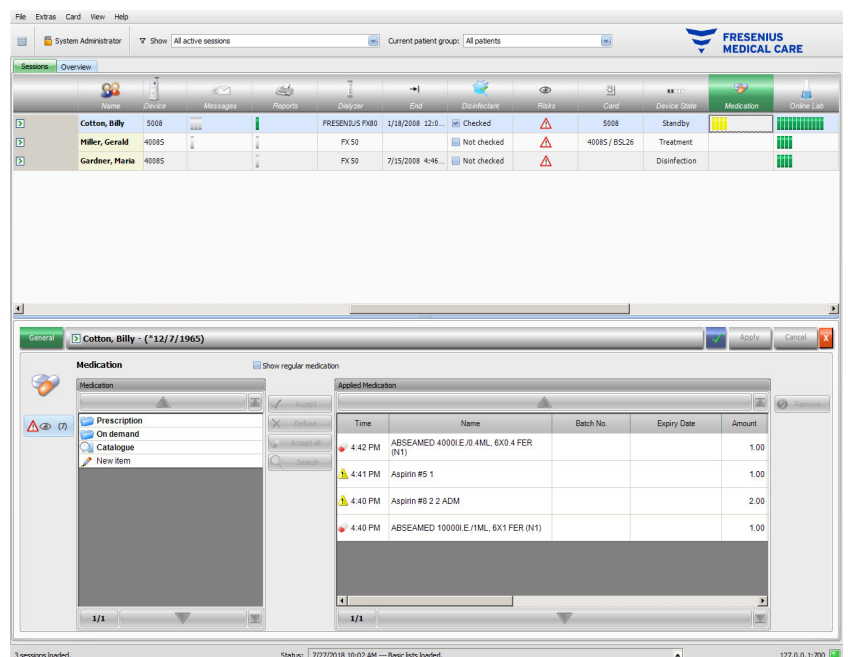 File Extras Card View Help
System Administrator Show All active sessions Current patient group: All patients FRESENIUS
MEDICAL CARE
Sessions Overview
Name Device Messages Reports Dialyzer End Disinfectant Risks Card Device State Medication Online Lab
Cotton, Billy 5008 FRESENIUS FX80 1/18/2008 12:0... Checked 5008 Standby
Miller, Gerald 4008S FX 50 Not checked 4008S / BSL26 Treatment
Gardner, Maria 4008S FX 50 7/15/2008 4:46... Not checked Disinfection
General Cotton, Billy - (*12/7/1965) Apply Cancel X
Medication Show regular medication
Medication Applied Medication
Accept Remove
(7) Prescription Refuse Time Name Batch No. Expiry Date Amount
On demand
Catalogue Accept all 4:42 PM ABSEAMED 4000I.E./0.4ML, 6X0.4 FER
(N1) 1.00
New item Search
4:41 PM Aspirin #5 1 1.00
4:40 PM Aspirin #8 2 2 ADM 2.00
4:40 PM ABSEAMED 10000I.E./1ML, 6X1 FER (N1) 1.00
1/1 1/1
3 sessions loaded. Status: 7/27/2018 10:02 AM --- Basic lists loaded. 127.0.0.1:700